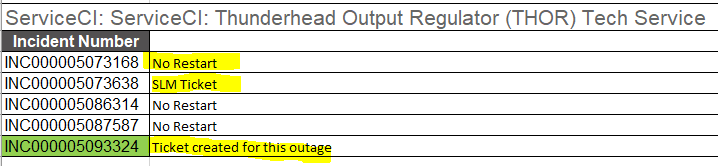 ServiceCI: ServiceCI: Thunderhead Output Regulator (THOR) Tech Service
Incident Number
INC000005073168 No Restart
INC000005073638 SLM Ticket
INC000005086314 No Restart
INC000005087587 No Restart
INC000005093324 Ticket created for this outage